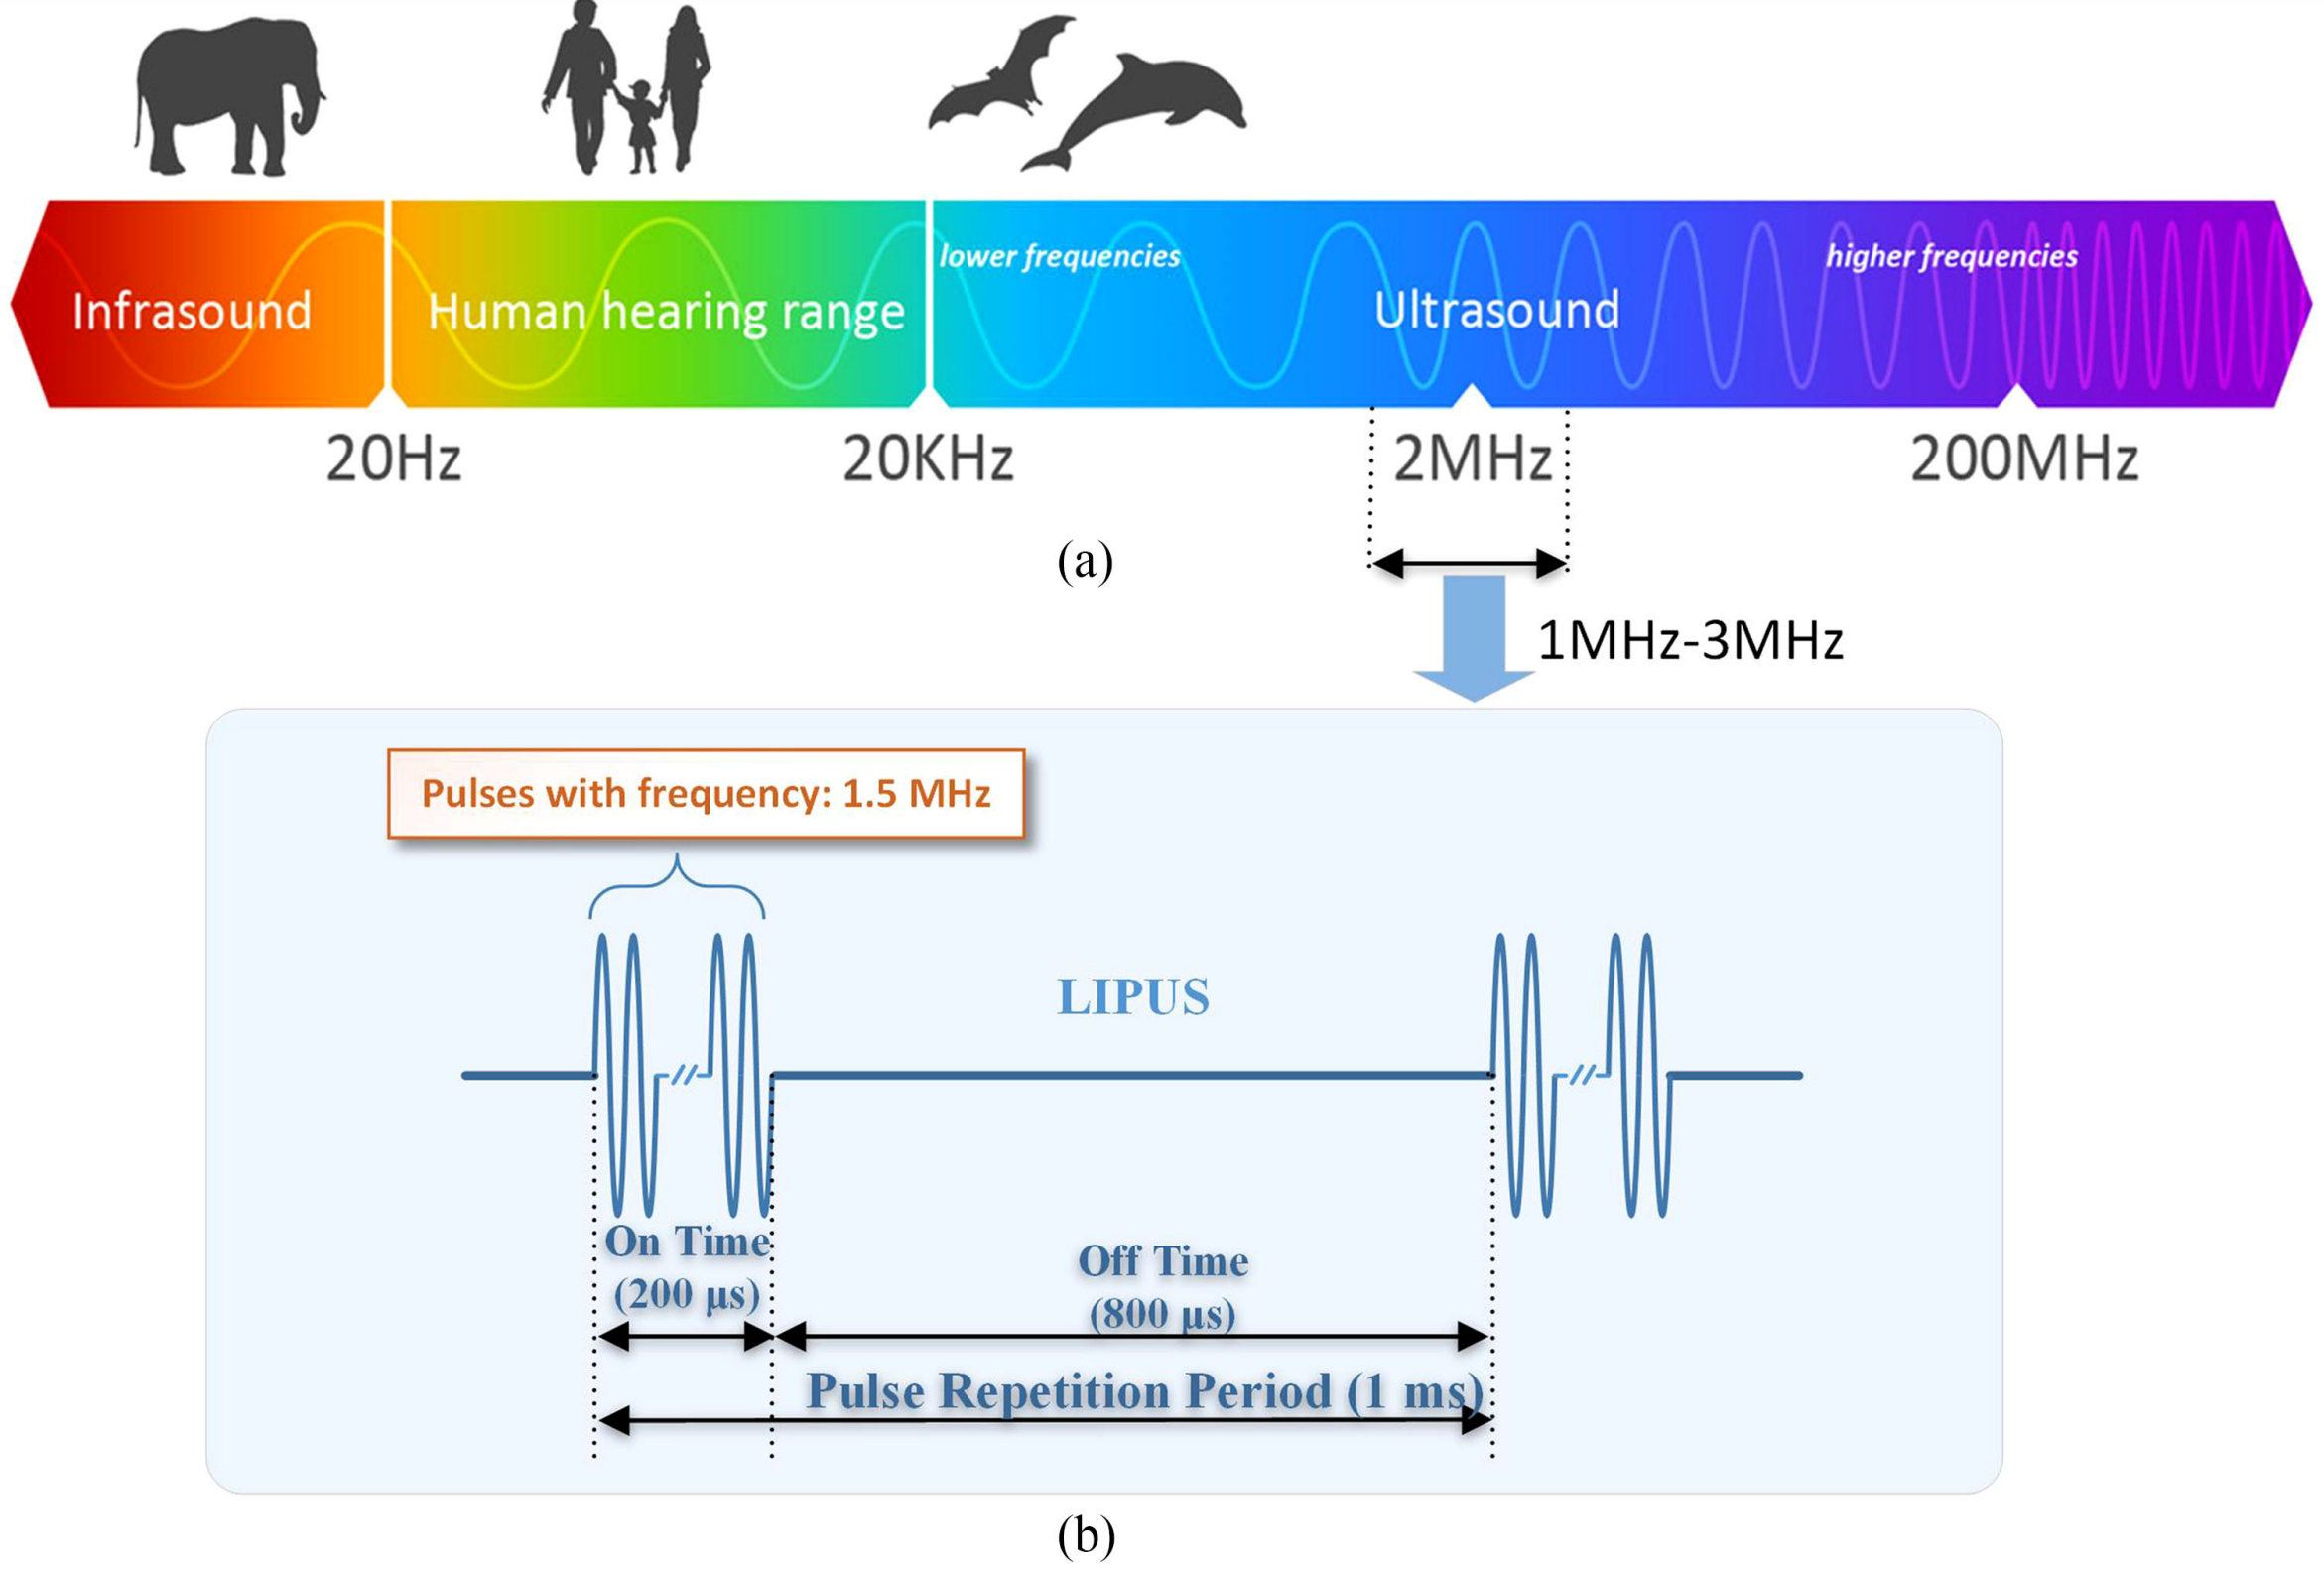 lower frequencies
higher frequencies
Infrasound
Human hearing range
Ultrasound
20Hz
20KHz
2MHz
200MHz
(a)
1MHz-3MHz
Pulses with frequency: 1.5 MHz
LIPUS
On Time
(200 µs)
Off Time
(800 µs)
Pulse Repetition Period (1 ms)
(b)